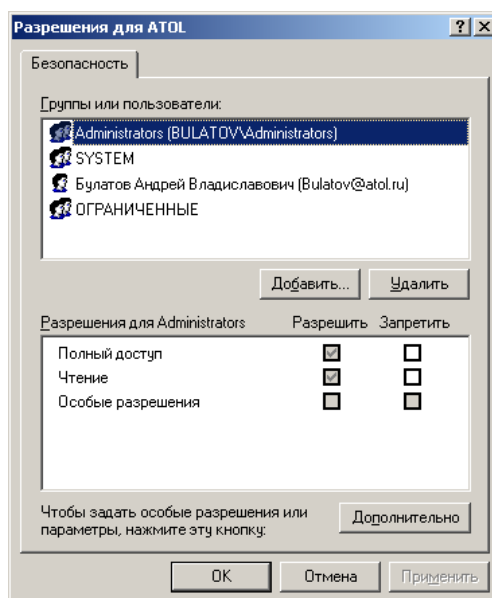 Разрешения для ATOL
Безопасность
Группы или пользователи:
Administrators (BULATOV\Administrators)
SYSTEM
Булатов Андрей Владиславович (Bulatov@atol.ru)
ОГРАНИЧЕННЫЕ
Добавить...
Удалить
Разрешения для Administrators
Разрешить
Запретить
Полный доступ
Чтение
Особые разрешения
Чтобы задать особые разрешения или
параметры, нажмите эту кнопку:
Дополнительно
OK
Отмена
Применить